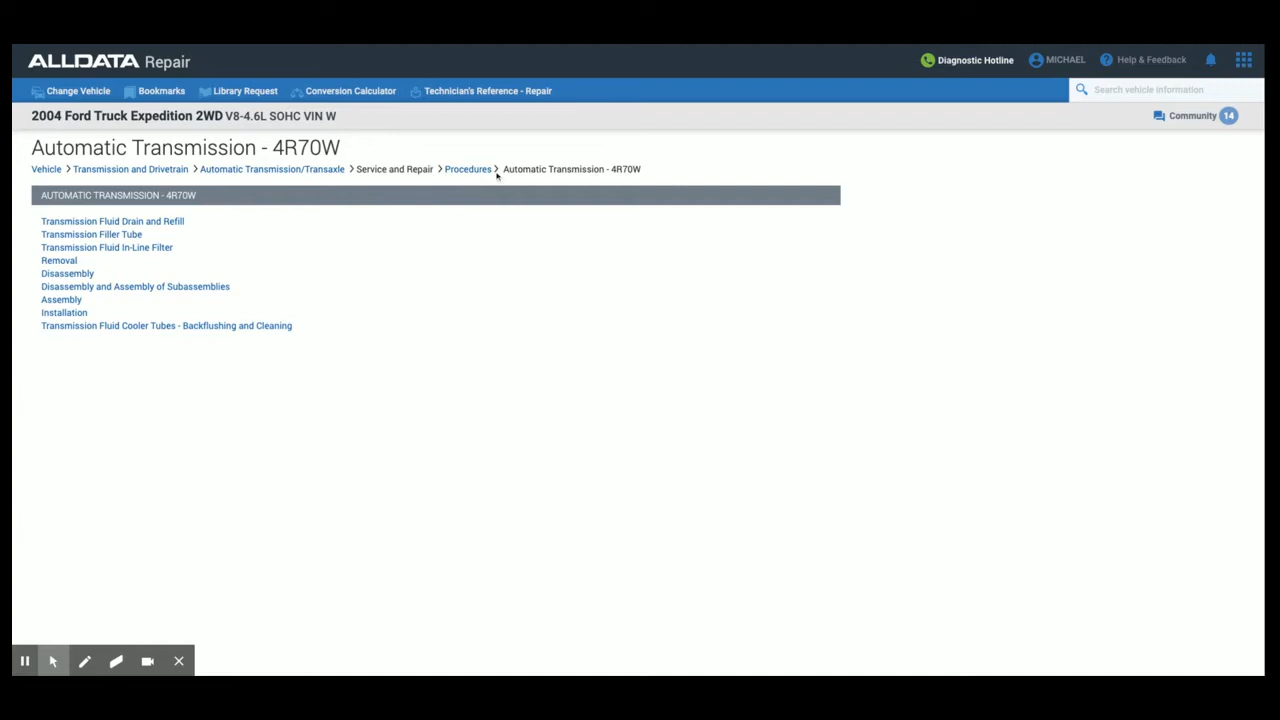 ALLDATA Repair
Diagnostic Hotline MICHAEL Help & Feedback
Change Vehicle Bookmarks Library Request Conversion Calculator Technician's Reference - Repair Search vehicle information
2004 Ford Truck Expedition 2WD V8-4.6L SOHC VIN W Community 14
Automatic Transmission - 4R70W
Vehicle > Transmission and Drivetrain > Automatic Transmission/Transaxle > Service and Repair > Procedures > Automatic Transmission - 4R70W
AUTOMATIC TRANSMISSION - 4R70W
Transmission Fluid Drain and Refill
Transmission Filler Tube
Transmission Fluid In-Line Filter
Removal
Disassembly
Disassembly and Assembly of Subassemblies
Assembly
Installation
Transmission Fluid Cooler Tubes - Backflushing and Cleaning